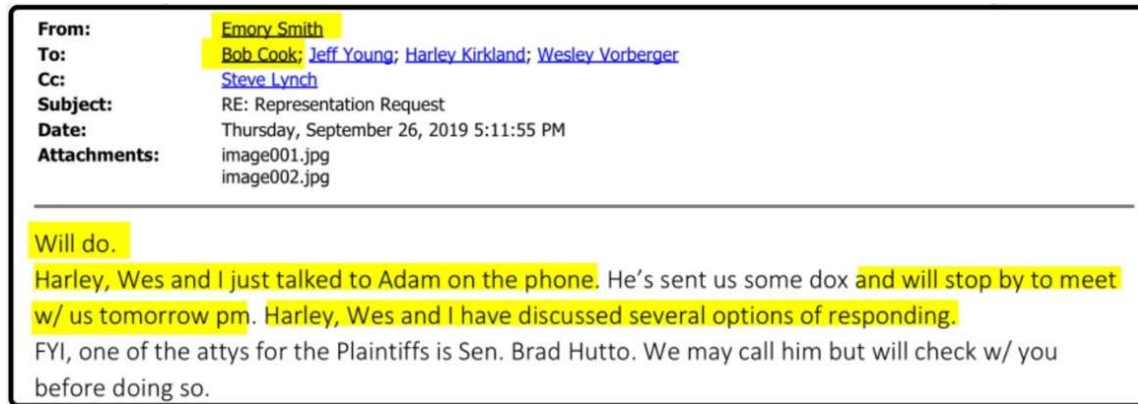 From: Emory Smith
To: Bob Cook; Jeff Young; Harley Kirkland; Wesley Vorberger
Cc: Steve Lynch
Subject: RE: Representation Request
Date: Thursday, September 26, 2019 5:11:55 PM
Attachments: image001.jpg
image002.jpg
Will do.
Harley, Wes and I just talked to Adam on the phone. He's sent us some dox and will stop by to meet
w/ us tomorrow pm. Harley, Wes and I have discussed several options of responding.
FYI, one of the attys for the Plaintiffs is Sen. Brad Hutto. We may call him but will check w/ you
before doing so.